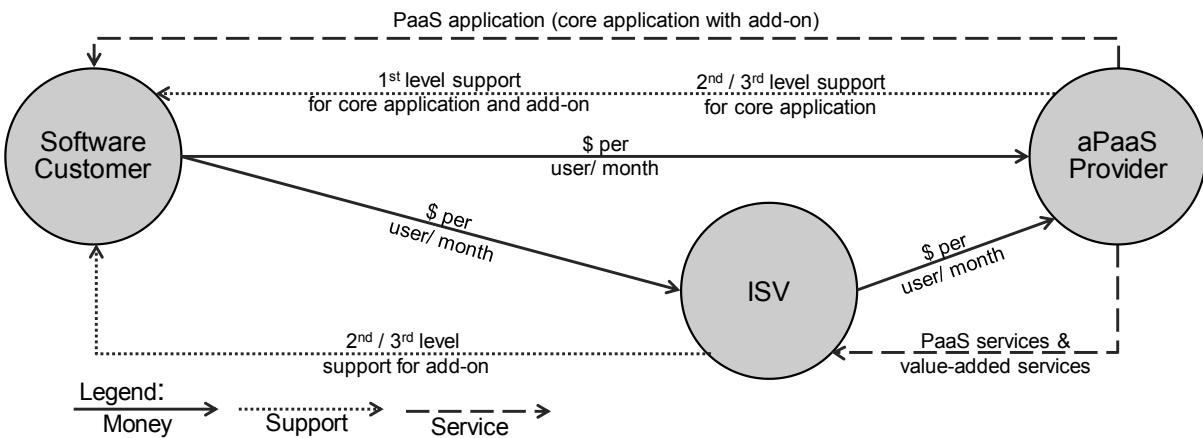 PaaS application (core application with add-on)
1st level support
for core application and add-on
2nd / 3rd level support
for core application
Software
Customer
aPaaS
Provider
$ per
user/ month
$ per
user/ month
$ per
user/ month
ISV
2nd / 3rd level
support for add-on
PaaS services &
value-added services
Legend:
Money
Support
Service